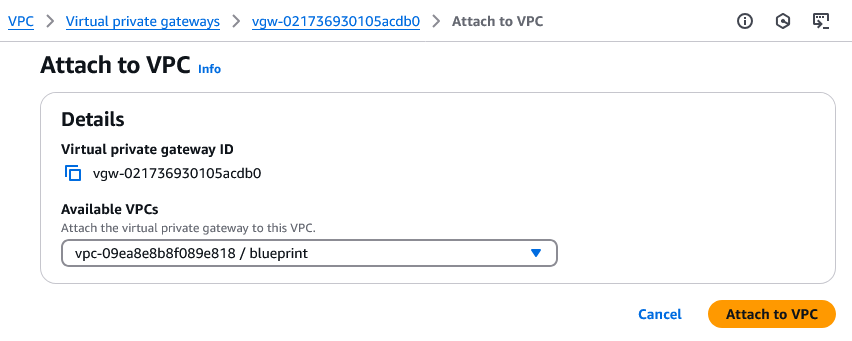 VPC > Virtual private gateways > vgw-021736930105acdb0 > Attach to VPC
Attach to VPC Info
Details
Virtual private gateway ID
vgw-021736930105acdb0
Available VPCs
Attach the virtual private gateway to this VPC.
vpc-09ea8e8b8f089e818 / blueprint
Cancel Attach to VPC